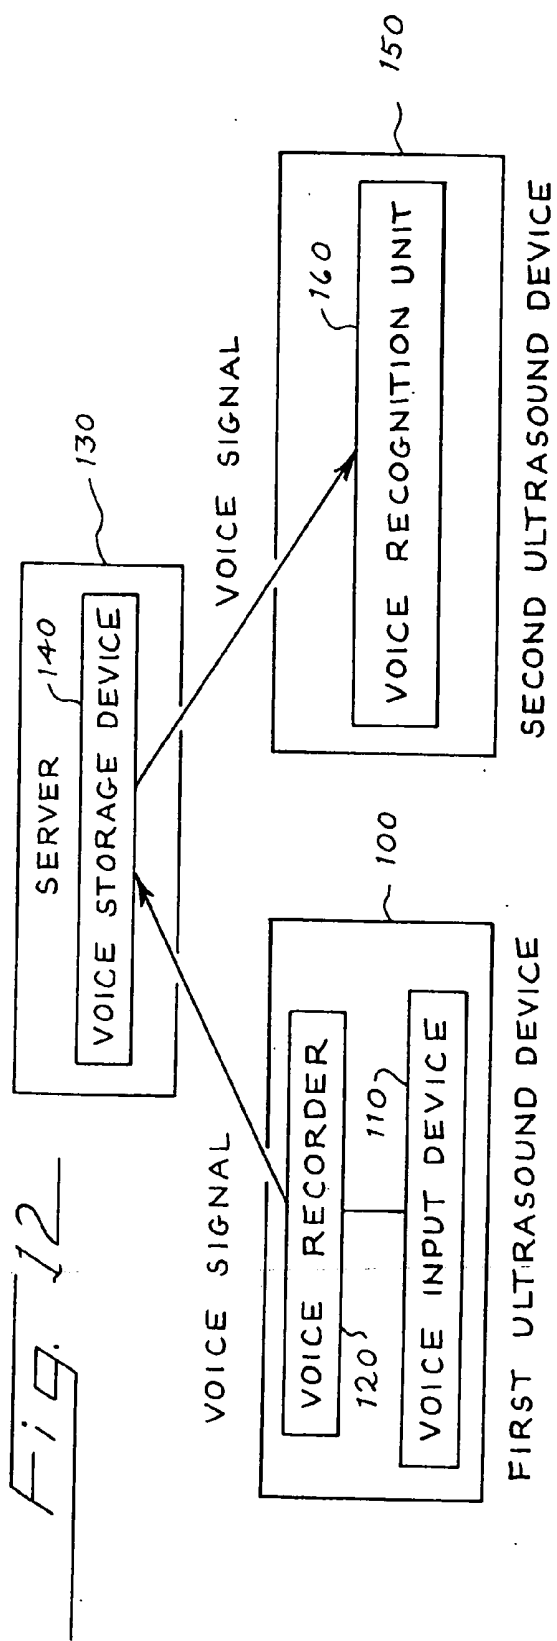 Fig. 12
SERVER
140
130
VOICE STORAGE DEVICE
VOICE SIGNAL
VOICE SIGNAL
100
VOICE RECORDER
120
110
VOICE INPUT DEVICE
FIRST ULTRASOUND DEVICE
150
160
VOICE RECOGNITION UNIT
SECOND ULTRASOUND DEVICE